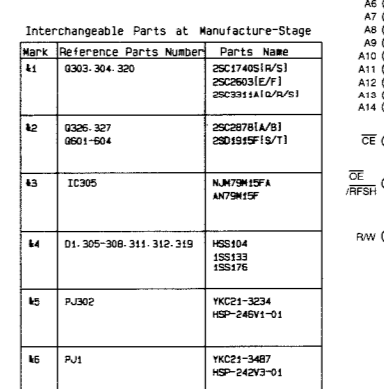 Interchangeable Parts at Manufacture-Stage
Mark Reference Parts Number Parts Name
&1 Q303.304.320 2SC1740S[R/S]
2SC2603[E/F]
2SC3311A[Q/R/S]
&2 Q326.327 2SC2878[A/B]
Q601-604 2SD1915F[S/T]
&3 IC305 NJM79M15FA
AN79M15F
&4 D1.305-308.311.312.319 HSS104
1SS133
1SS176
&5 PJ302 YKC21-3234
HSP-246V1-01
&6 PJ1 YKC21-3487
HSP-242V3-01
A6
A7
A8
A9
A10
A11
A12
A13
A14
CE
OE
/RFSH
R/W